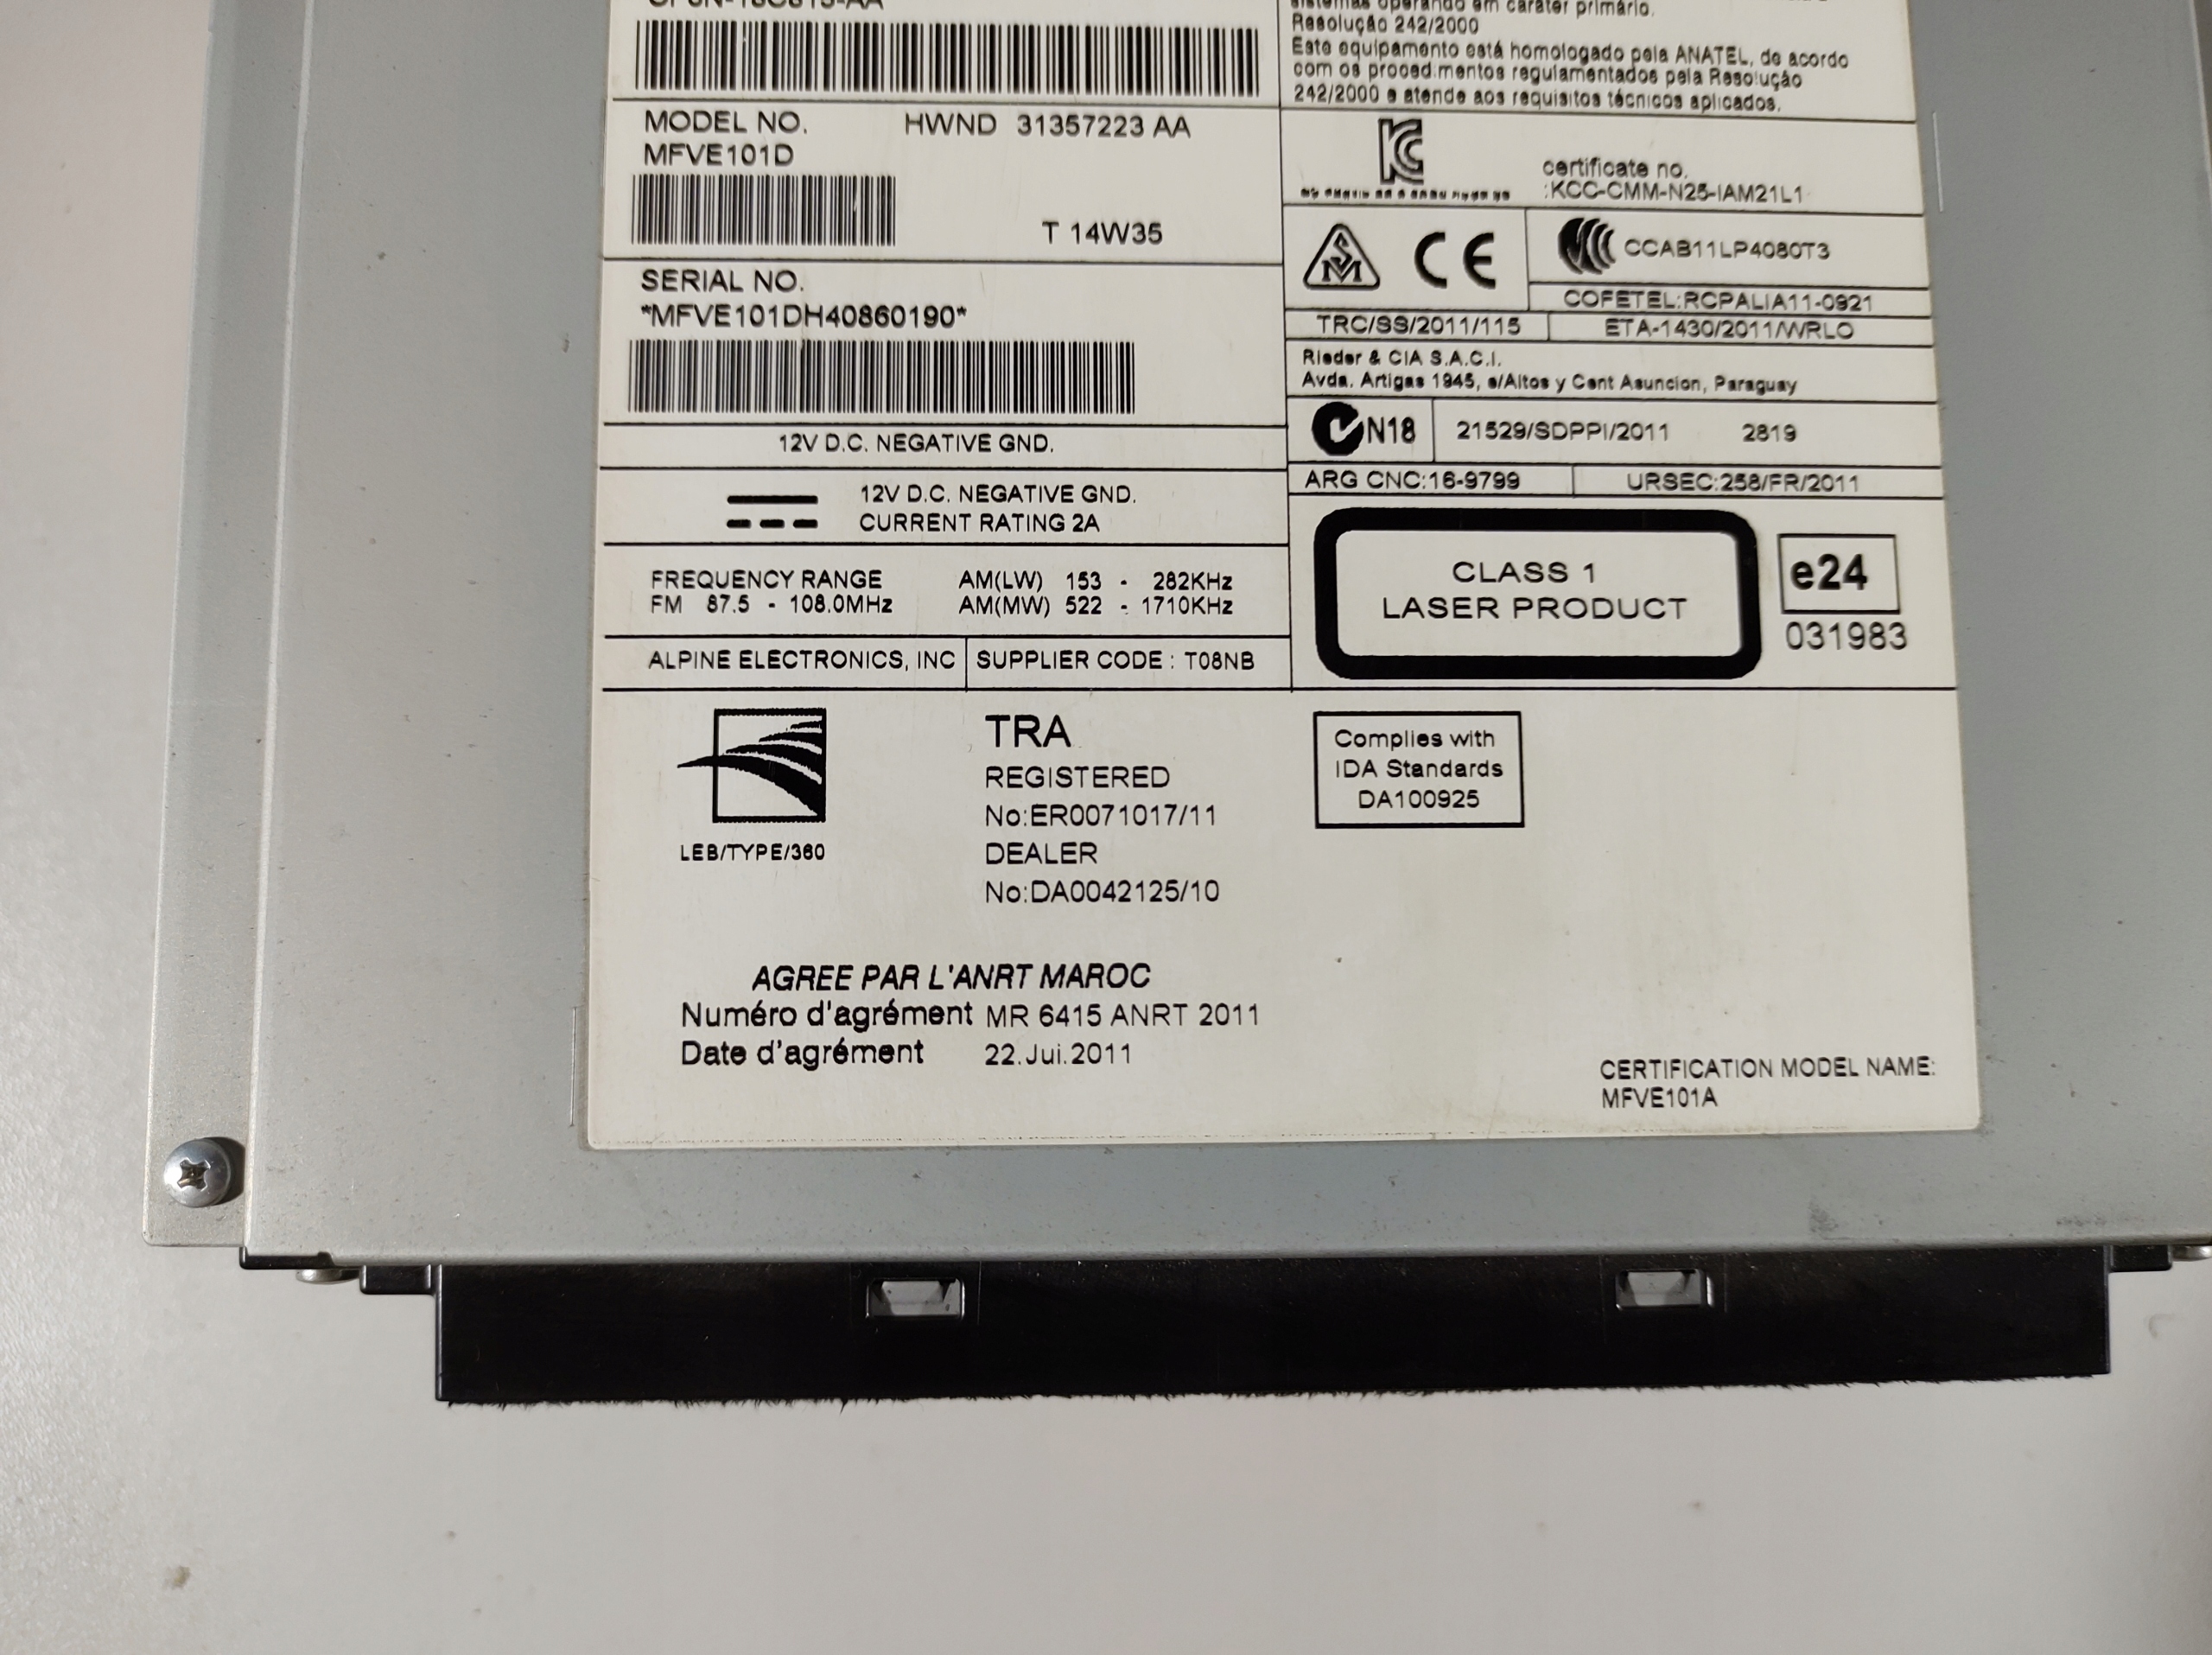 MODEL NO. HWND 31357223 AA
MFVE101D
T 14W35
SERIAL NO.
*MFVE101DH40860190*
12V D.C. NEGATIVE GND.
12V D.C. NEGATIVE GND.
CURRENT RATING 2A
FREQUENCY RANGE AM(LW) 153 - 282KHz
FM 87.5 - 108.0MHz AM(MW) 522 - 1710KHz
ALPINE ELECTRONICS, INC SUPPLIER CODE : T08NB
sistemas operando em caráter primário.
Resolução 242/2000
Este equipamento está homologado pela ANATEL, de acordo
com os procedimentos regulamentados pela Resolução
242/2000 e atende aos requisitos técnicos aplicados.
certificate no.
:KCC-CMM-N25-IAM21L1
CE
CCAB11LP4080T3
COFETEL:RCPALIA11-0921
TRC/SS/2011/115 ETA-1430/2011/WRLO
Rieder & CIA S.A.C.I.
Avda. Artigas 1945, e/Altos y Cent Asuncion, Paraguay
N18 21529/SDPPI/2011 2819
ARG CNC:16-9799 URSEC:258/FR/2011
CLASS 1
LASER PRODUCT
e24
031983
LEB/TYPE/360
TRA
REGISTERED
No:ER0071017/11
DEALER
No:DA0042125/10
Complies with
IDA Standards
DA100925
AGREE PAR L'ANRT MAROC
Numéro d'agrément MR 6415 ANRT 2011
Date d'agrément 22.Jui.2011
CERTIFICATION MODEL NAME:
MFVE101A